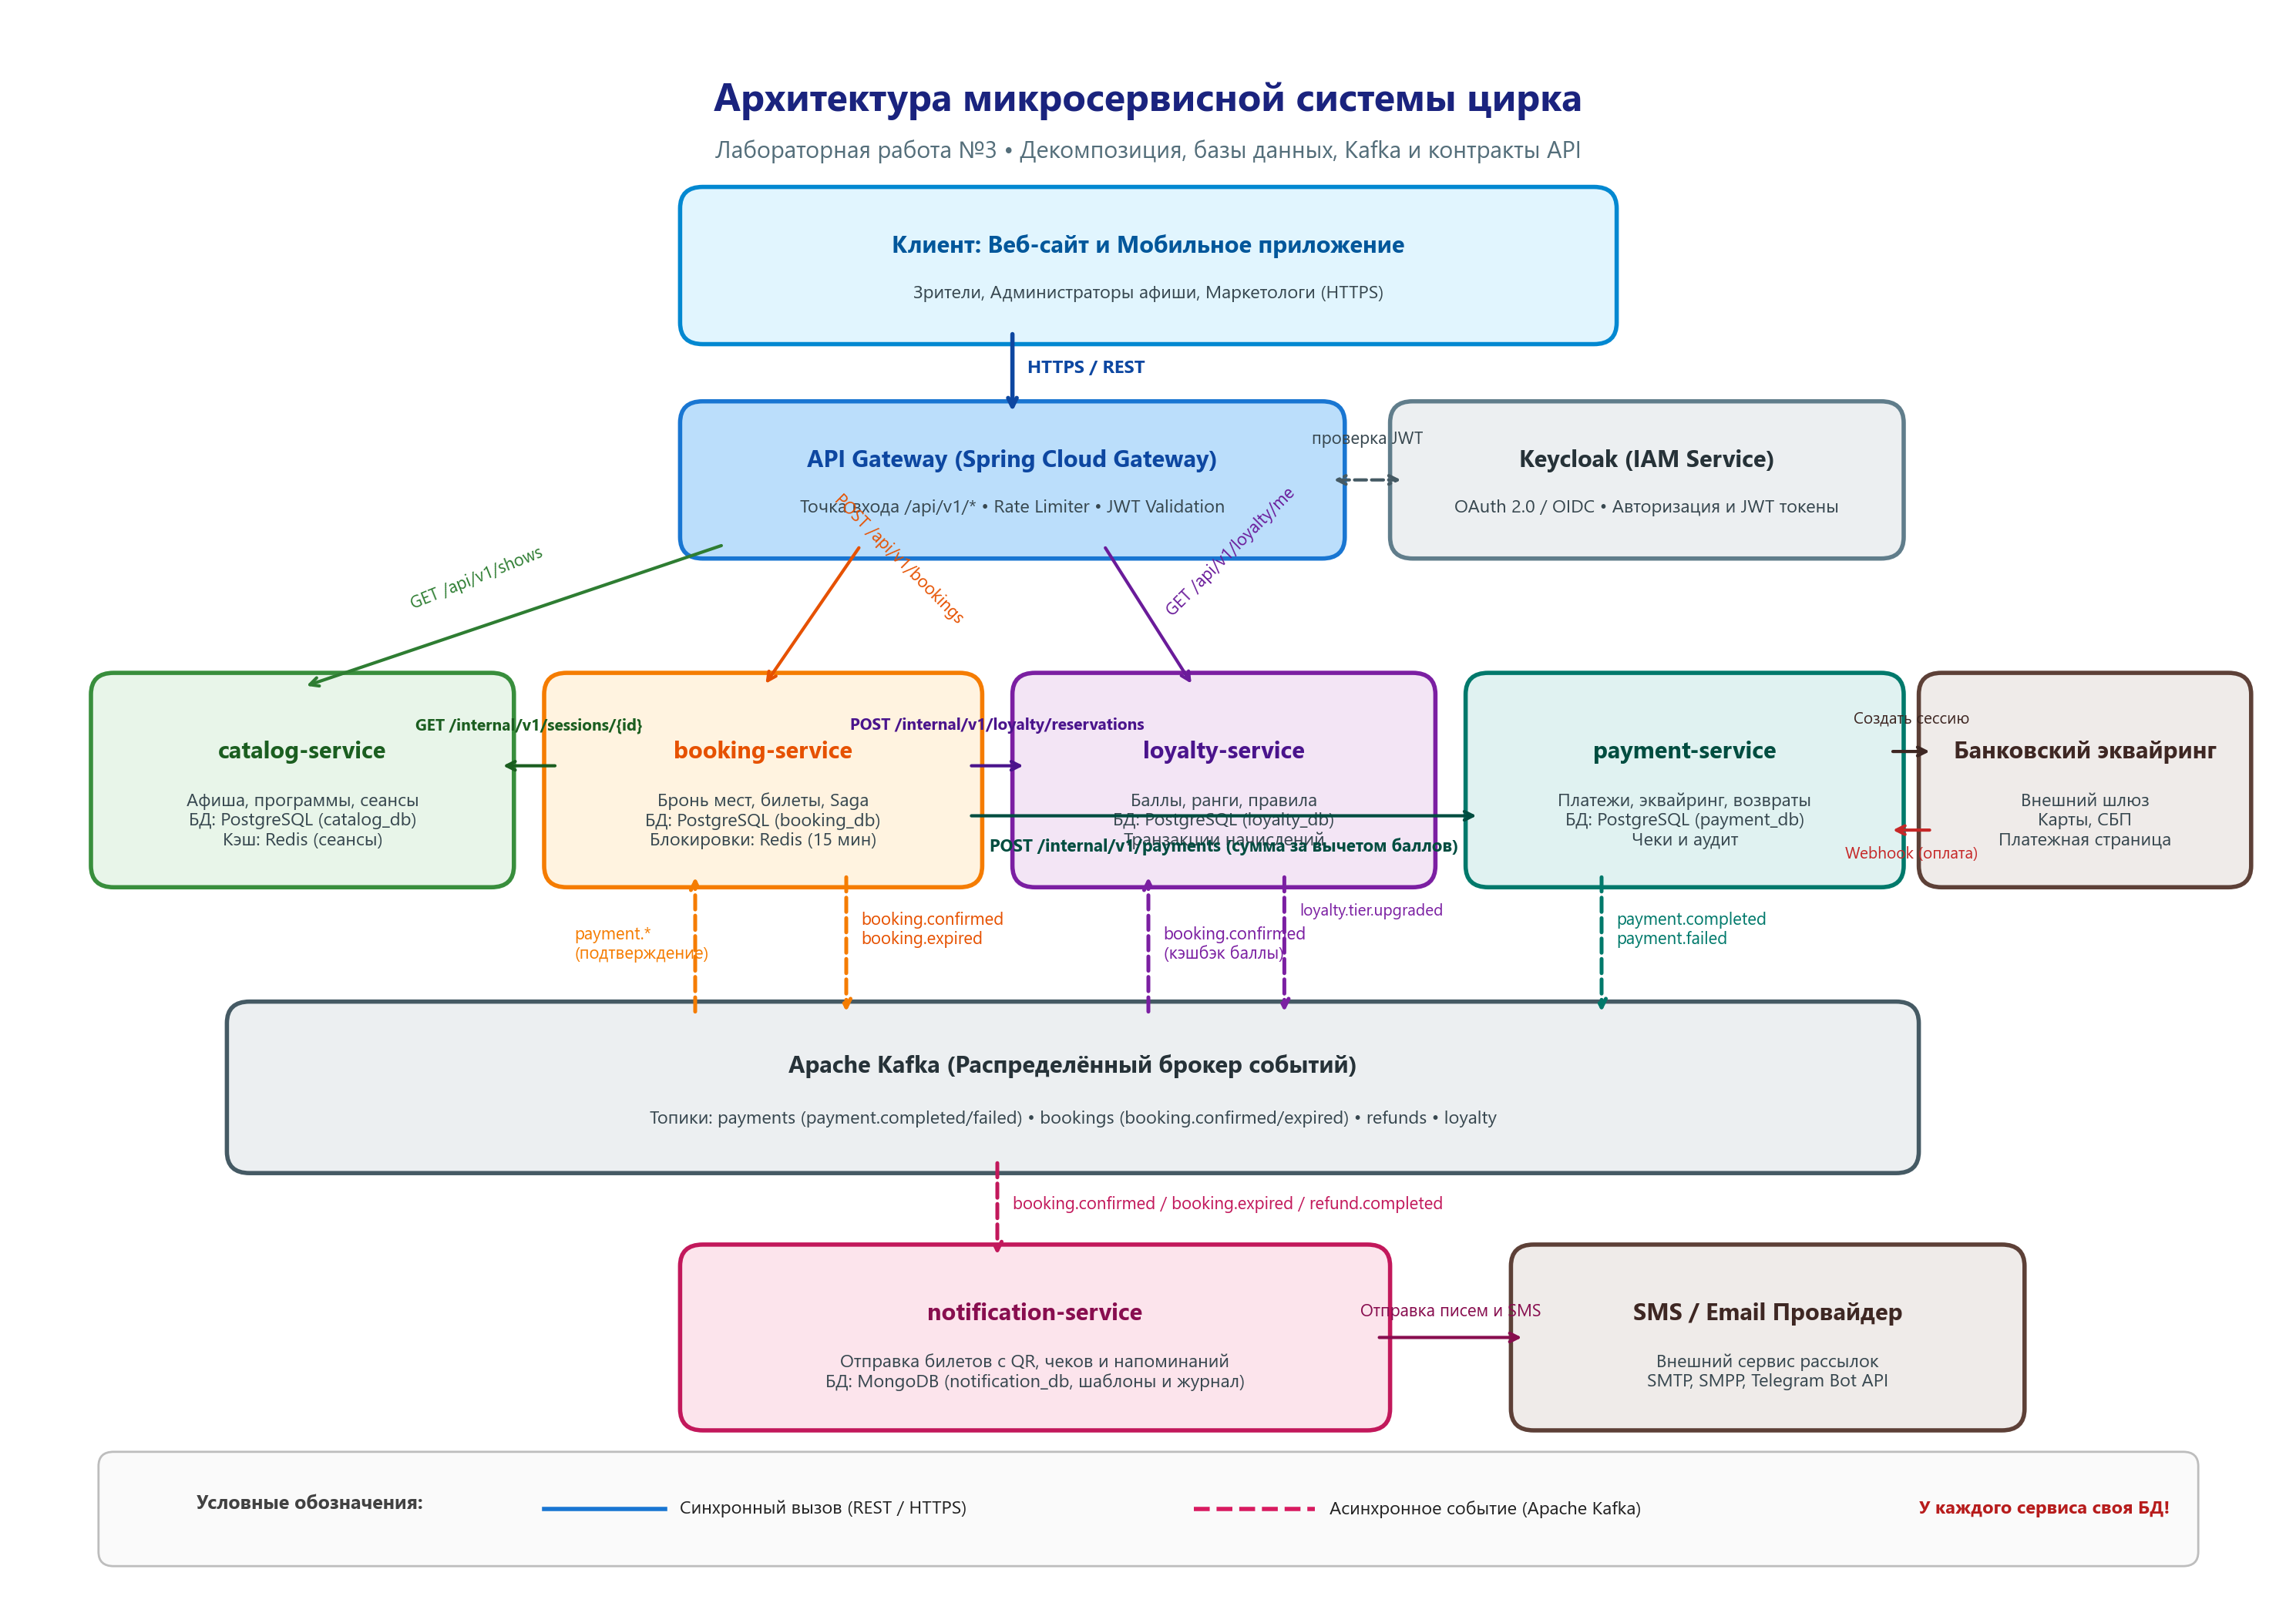 Архитектура микросервисной системы цирка
Лабораторная работа №3 • Декомпозиция, базы данных, Kafka и контракты API
Клиент: Веб-сайт и Мобильное приложение
Зрители, Администраторы афиши, Маркетологи (HTTPS)
HTTPS / REST
API Gateway (Spring Cloud Gateway)
Точка входа /api/v1/* • Rate Limiter • JWT Validation
проверка JWT
Keycloak (IAM Service)
OAuth 2.0 / OIDC • Авторизация и JWT токены
GET /api/v1/shows
POST /api/v1/bookings
GET /api/v1/loyalty/me
catalog-service
Афиша, программы, сеансы
БД: PostgreSQL (catalog_db)
Кэш: Redis (сеансы)
GET /internal/v1/sessions/{id}
booking-service
Бронь мест, билеты, Saga
БД: PostgreSQL (booking_db)
Блокировки: Redis (15 мин)
POST /internal/v1/loyalty/reservations
loyalty-service
Баллы, ранги, правила
БД: PostgreSQL (loyalty_db)
Транзакции начислений
POST /internal/v1/payments (сумма за вычетом баллов)
payment-service
Платежи, эквайринг, возвраты
БД: PostgreSQL (payment_db)
Чеки и аудит
Создать сессию
Webhook (оплата)
Банковский эквайринг
Внешний шлюз
Карты, СБП
Платежная страница
payment.*
(подтверждение)
booking.confirmed
booking.expired
booking.confirmed
(кэшбэк баллы)
loyalty.tier.upgraded
payment.completed
payment.failed
Apache Kafka (Распределённый брокер событий)
Топики: payments (payment.completed/failed) • bookings (booking.confirmed/expired) • refunds • loyalty
booking.confirmed / booking.expired / refund.completed
notification-service
Отправка билетов с QR, чеков и напоминаний
БД: MongoDB (notification_db, шаблоны и журнал)
Отправка писем и SMS
SMS / Email Провайдер
Внешний сервис рассылок
SMTP, SMPP, Telegram Bot API
Условные обозначения:
Синхронный вызов (REST / HTTPS)
Асинхронное событие (Apache Kafka)
У каждого сервиса своя БД!